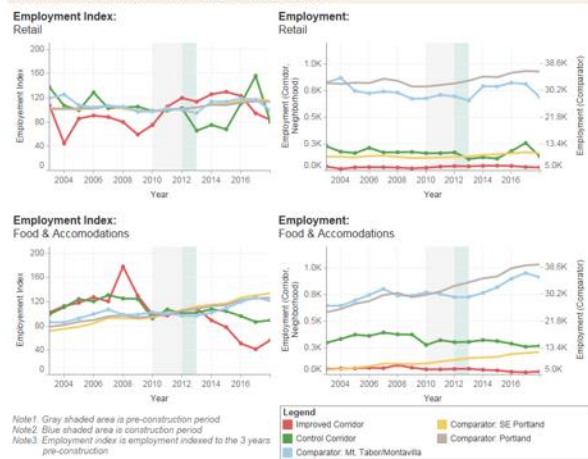 Employment Index:
Retail
Employment Index
200
160
120
80
40
0
2004
2006
2008
2010
2012
2014
2016
Year
Employment:
Retail
Employment (Corridor,
Neighborhood)
1.0K
0.8K
0.3K
0.0K
38.6K
30.2K
21.8K
13.4K
5.0K
Employment (Comparator)
2004
2006
2008
2010
2012
2014
2016
Year
Employment Index:
Food & Accomodations
Employment Index
200
160
120
80
40
0
2004
2006
2008
2010
2012
2014
2016
Year
Employment:
Food & Accomodations
Employment (Corridor,
Neighborhood)
1.0K
0.8K
0.3K
0.0K
38.6K
30.2K
21.8K
13.4K
5.0K
Employment (Comparator)
2004
2006
2008
2010
2012
2014
2016
Year
Note1. Gray shaded area is pre-construction period
Note2. Blue shaded area is construction period
Note3. Employment index is employment indexed to the 3 years
pre-construction
Legend
Improved Corridor
Control Corridor
Comparator: Mt. Tabor/Montavilla
Comparator: SE Portland
Comparator: Portland